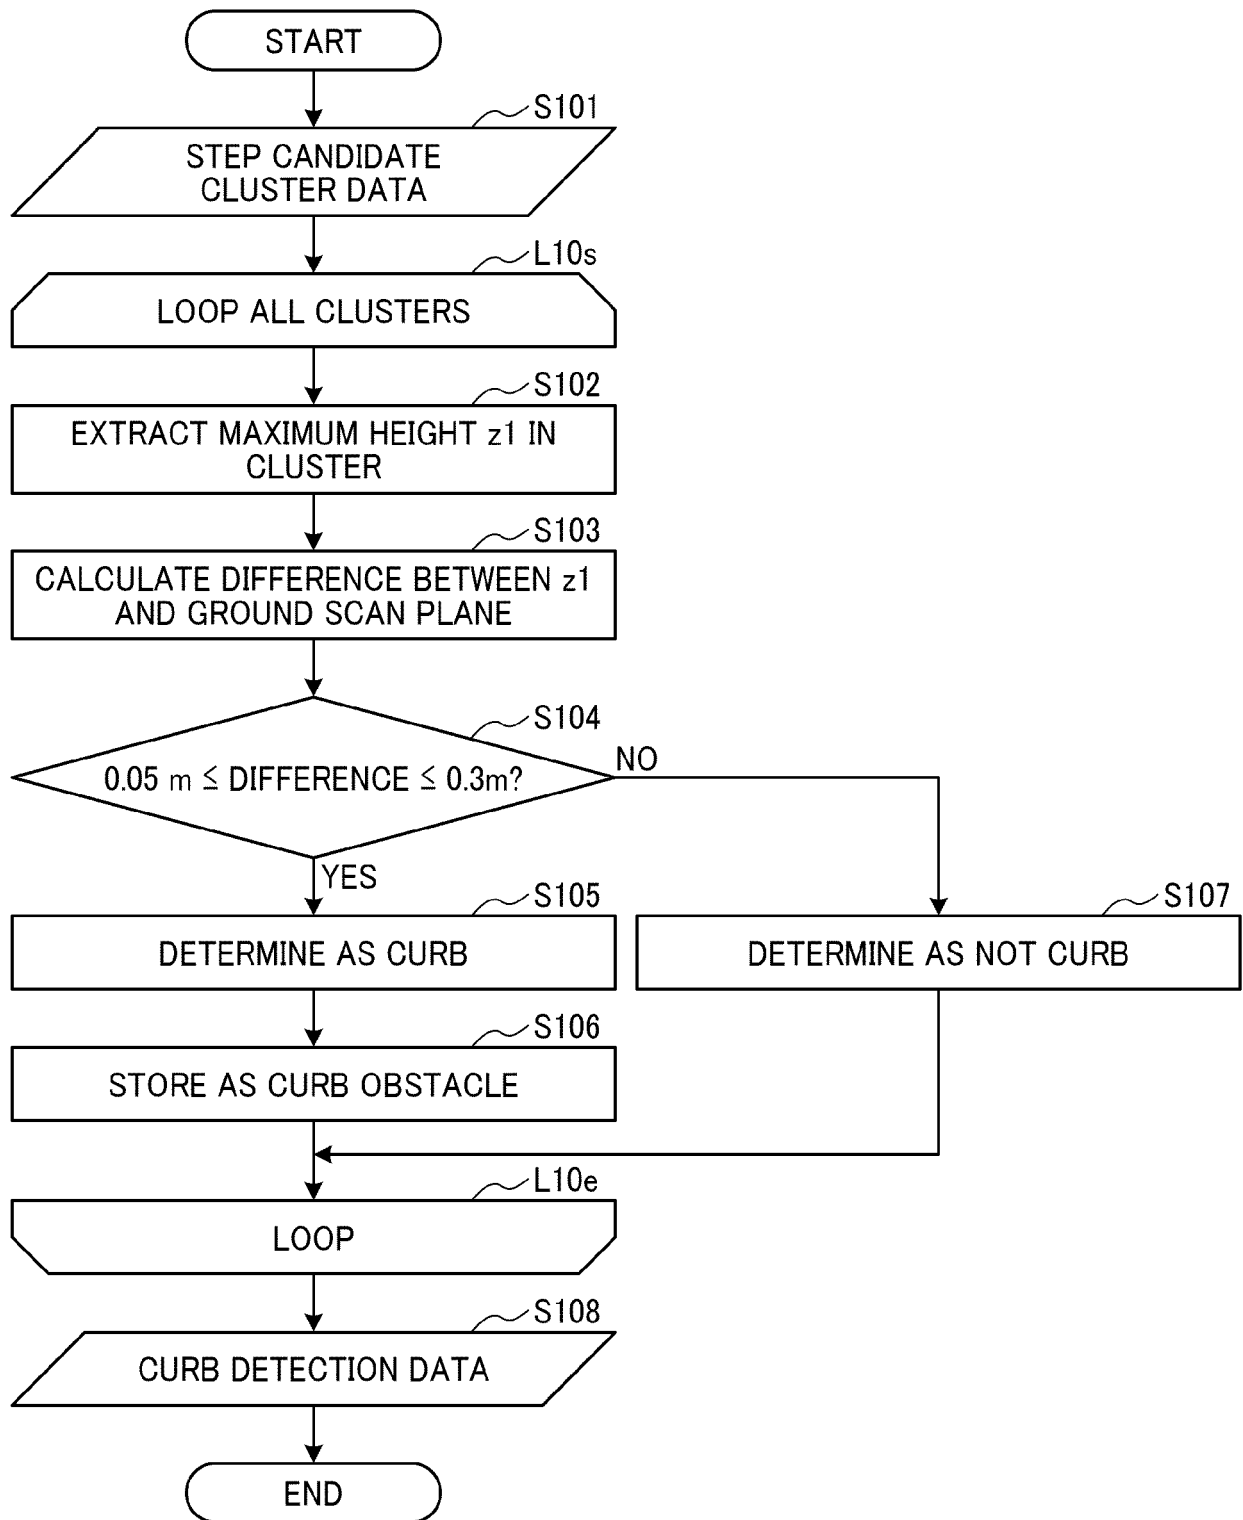 START
S101
STEP CANDIDATE
CLUSTER DATA
L10s
LOOP ALL CLUSTERS
S102
EXTRACT MAXIMUM HEIGHT z1 IN
CLUSTER
S103
CALCULATE DIFFERENCE BETWEEN z1
AND GROUND SCAN PLANE
S104
0.05 m ≦ DIFFERENCE ≦ 0.3m?
NO
YES
S105
DETERMINE AS CURB
S107
DETERMINE AS NOT CURB
S106
STORE AS CURB OBSTACLE
L10e
LOOP
S108
CURB DETECTION DATA
END